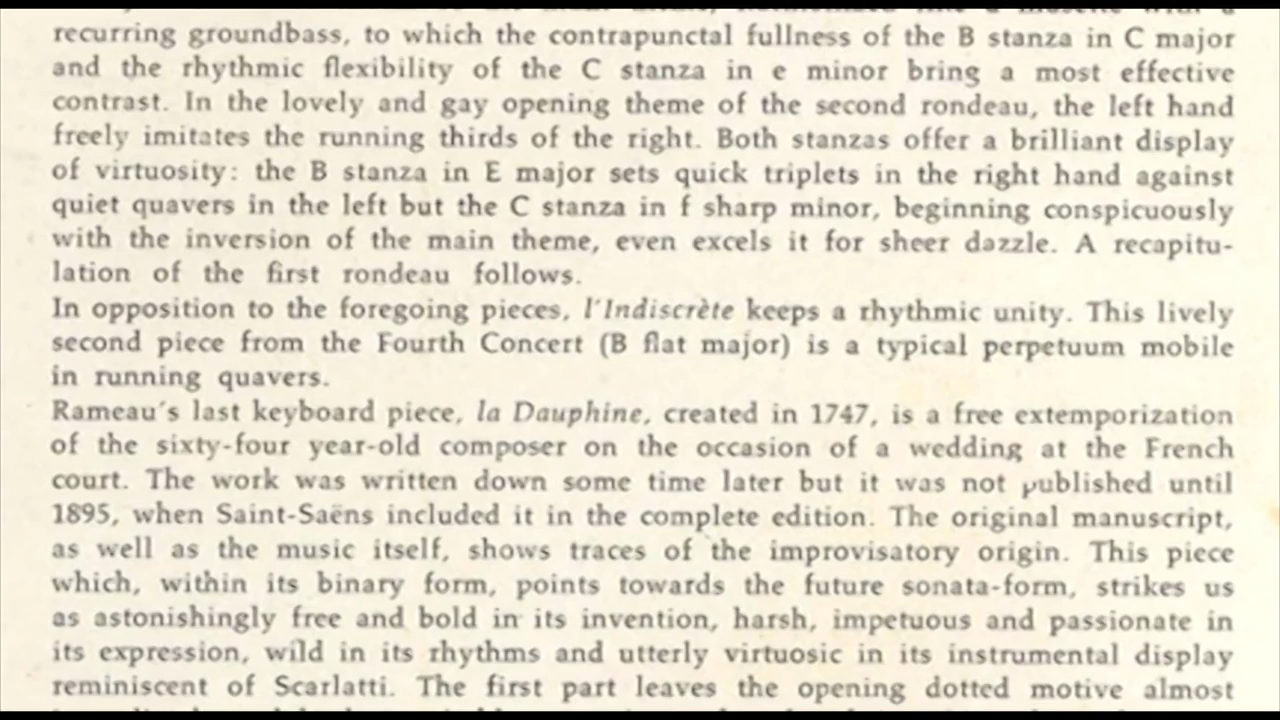 recurring groundbass, to which the contrapunctal fullness of the B stanza in C major
and the rhythmic flexibility of the C stanza in e minor bring a most effective
contrast. In the lovely and gay opening theme of the second rondeau, the left hand
freely imitates the running thirds of the right. Both stanzas offer a brilliant display
of virtuosity: the B stanza in E major sets quick triplets in the right hand against
quiet quavers in the left but the C stanza in f sharp minor, beginning conspicuously
with the inversion of the main theme, even excels it for sheer dazzle. A recapitu-
lation of the first rondeau follows.
In opposition to the foregoing pieces, l'Indiscrète keeps a rhythmic unity. This lively
second piece from the Fourth Concert (B flat major) is a typical perpetuum mobile
in running quavers.
Rameau's last keyboard piece, la Dauphine, created in 1747, is a free extemporization
of the sixty-four year-old composer on the occasion of a wedding at the French
court. The work was written down some time later but it was not published until
1895, when Saint-Saëns included it in the complete edition. The original manuscript,
as well as the music itself, shows traces of the improvisatory origin. This piece
which, within its binary form, points towards the future sonata-form, strikes us
as astonishingly free and bold in its invention, harsh, impetuous and passionate in
its expression, wild in its rhythms and utterly virtuosic in its instrumental display
reminiscent of Scarlatti. The first part leaves the opening dotted motive almost